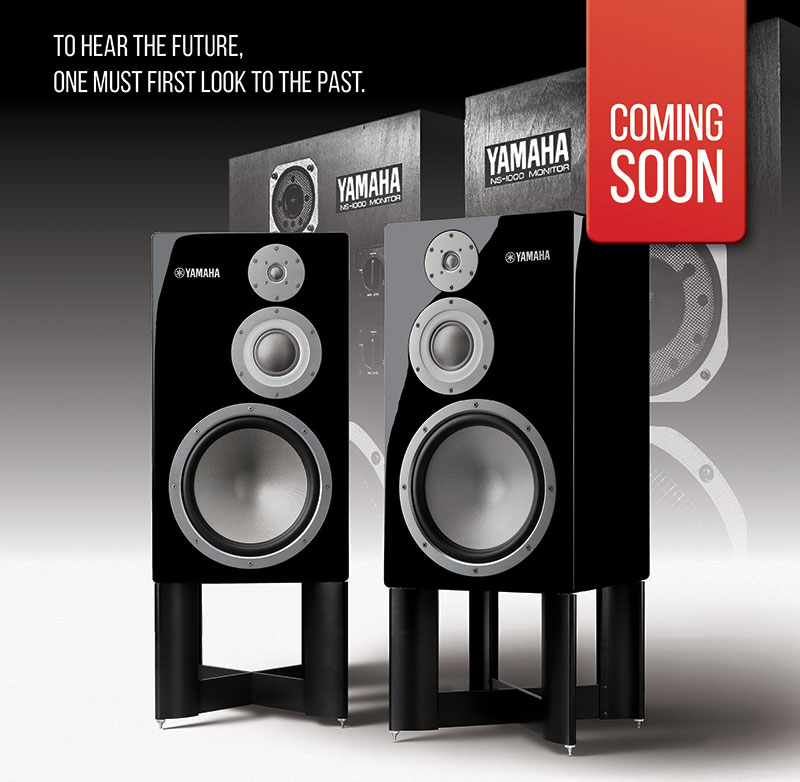 TO HEAR THE FUTURE,
ONE MUST FIRST LOOK TO THE PAST.
COMING
SOON
YAMAHA
NS-1000 MONITOR
YAMAHA
NS-1000 MONITOR
YAMAHA
YAMAHA